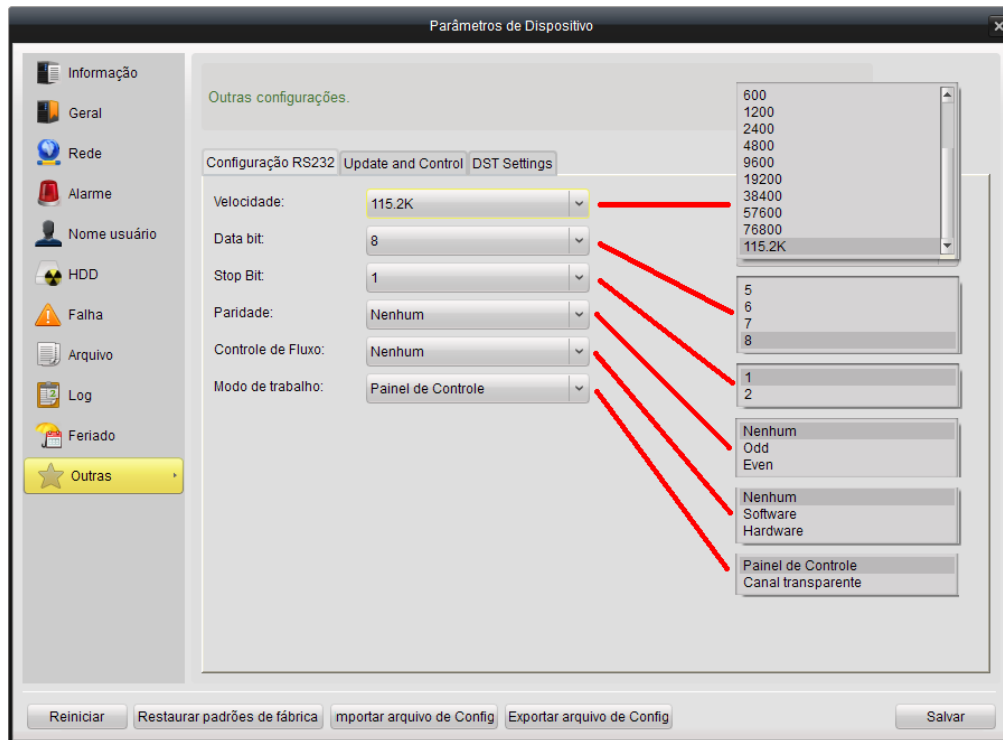 Parâmetros de Dispositivo
Informação
Geral
Rede
Alarme
Nome usuário
HDD
Falha
Arquivo
Log
Feriado
Outras
Outras configurações.
Configuração RS232
Update and Control
DST Settings
Velocidade:
115.2K
Data bit:
8
Stop Bit:
1
Paridade:
Nenhum
Controle de Fluxo:
Nenhum
Modo de trabalho:
Painel de Controle
600
1200
2400
4800
9600
19200
38400
57600
76800
115.2K
5
6
7
8
1
2
Nenhum
Odd
Even
Nenhum
Software
Hardware
Painel de Controle
Canal transparente
Reiniciar
Restaurar padrões de fábrica
mportar arquivo de Config
Exportar arquivo de Config
Salvar